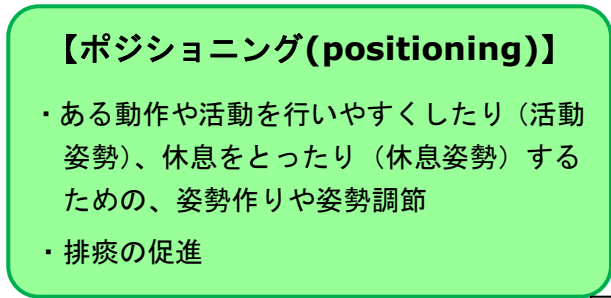 【ポジショニング(positioning)】
・ある動作や活動を行いやすくしたり（活動
姿勢）、休息をとったり（休息姿勢）する
ための、姿勢作りや姿勢調節
・排痰の促進